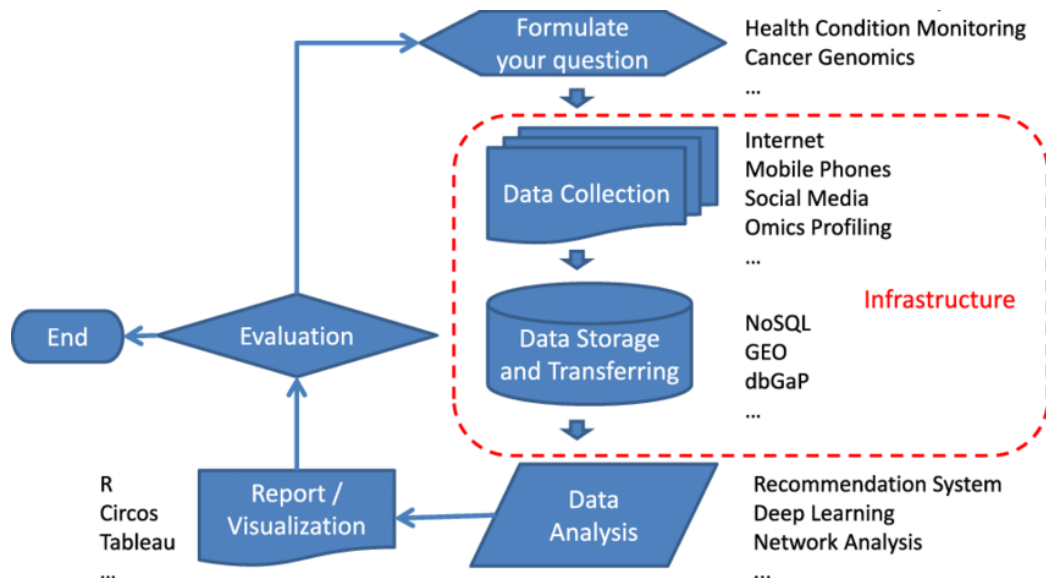 Formulate
your question
Health Condition Monitoring
Cancer Genomics
...
Data Collection
Internet
Mobile Phones
Social Media
Omics Profiling
...
Infrastructure
End
Evaluation
Data Storage
and Transferring
NoSQL
GEO
dbGaP
...
R
Circos
Tableau
...
Report /
Visualization
Data
Analysis
Recommendation System
Deep Learning
Network Analysis
...